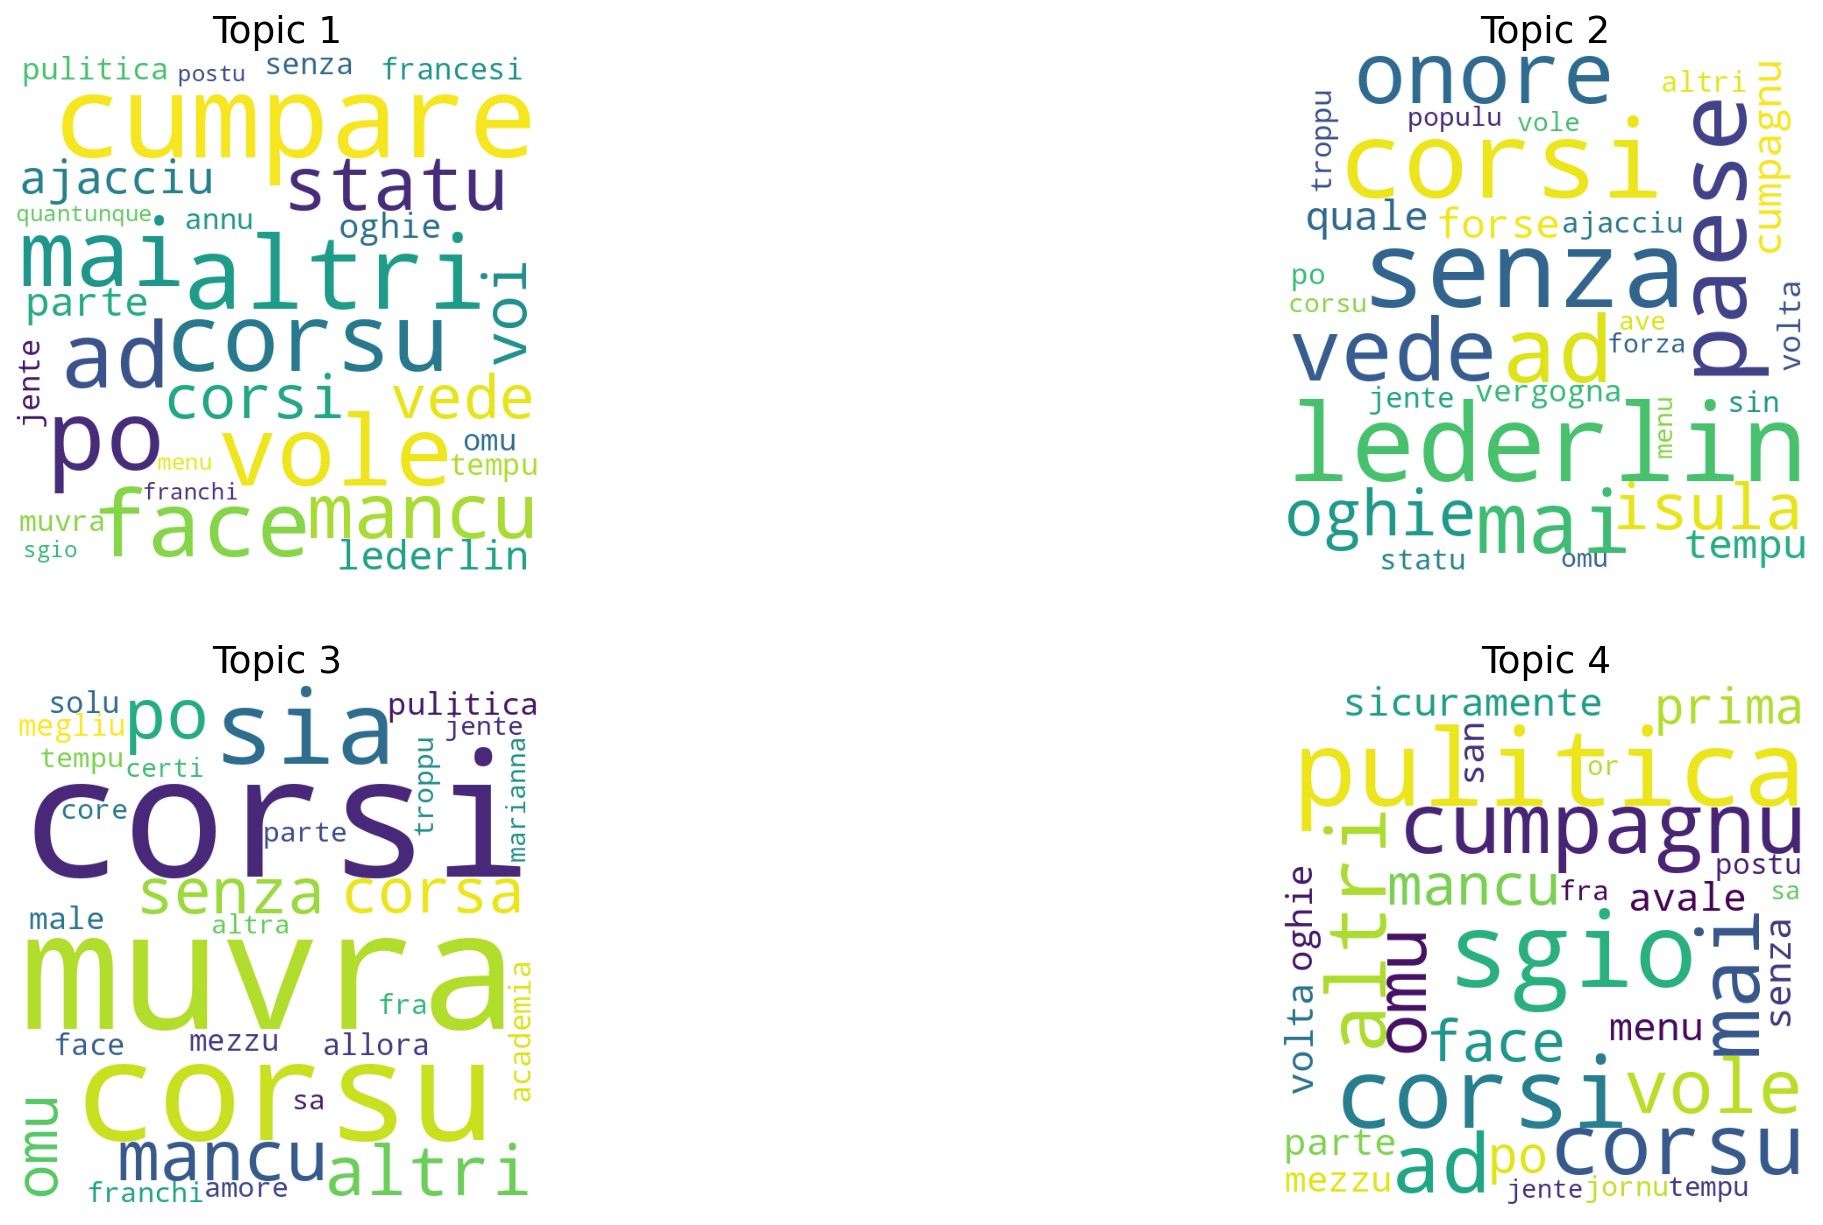 Topic 1
pulitica postu senza francesi
cumpare
ajacciu statu
quantunque annu oghie
mai altri voi
parte
ad corsu
jente corsi vede
po vole omu
menu tempu
franchi
muvra face mancu
sgio lederlin
Topic 2
onore altri
troppu populu vole cumpagnu
corsi paese
quale forse ajacciu
po senza
corsu volta
vede ad ave
forza
jente vergogna menu sin
lederlin
oghie mai isula
tempu
statu omu
Topic 3
solu po sia pulitica
megliu jente
tempu certi troppu marianna
core corsi
parte
senza corsa
male altra
muvra
fra academia
face mezzu allora
corsu
sa
omu mancu altri
franchi amore
Topic 4
sicuramente prima
san
pulitica or
altri cumpagnu
postu
oghie mancu fra avale sa
omu sgio mai senza
volta face menu
corsi vole
parte corsu
mezzu ad po
jente jornu tempu